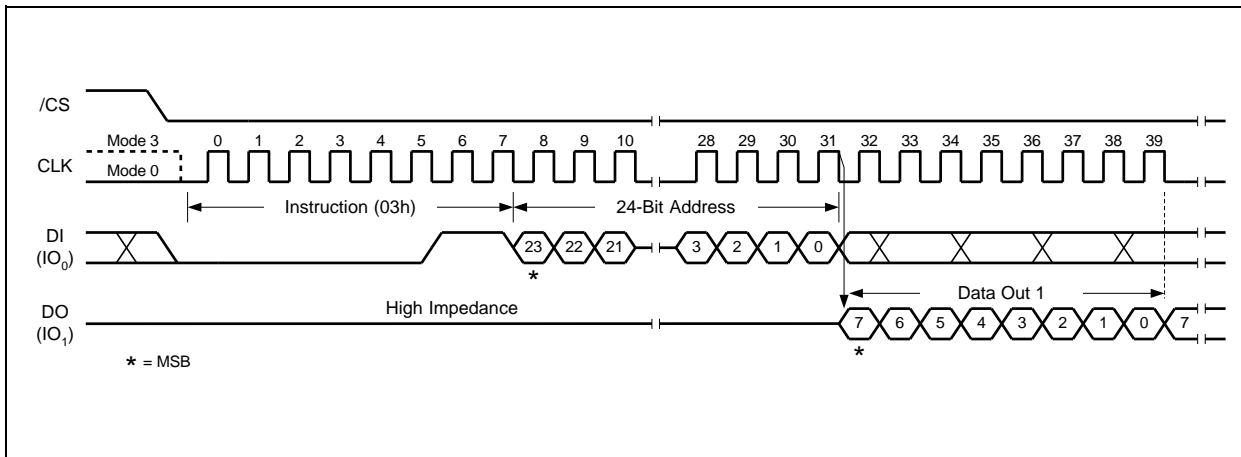 /CS
Mode 3
0 1 2 3 4 5 6 7 8 9 10 28 29 30 31 32 33 34 35 36 37 38 39
CLK
Mode 0
Instruction (03h)
24-Bit Address
DI
(IO0)
23 22 21 3 2 1 0
*
Data Out 1
High Impedance
DO
(IO1)
7 6 5 4 3 2 1 0 7
*
* = MSB